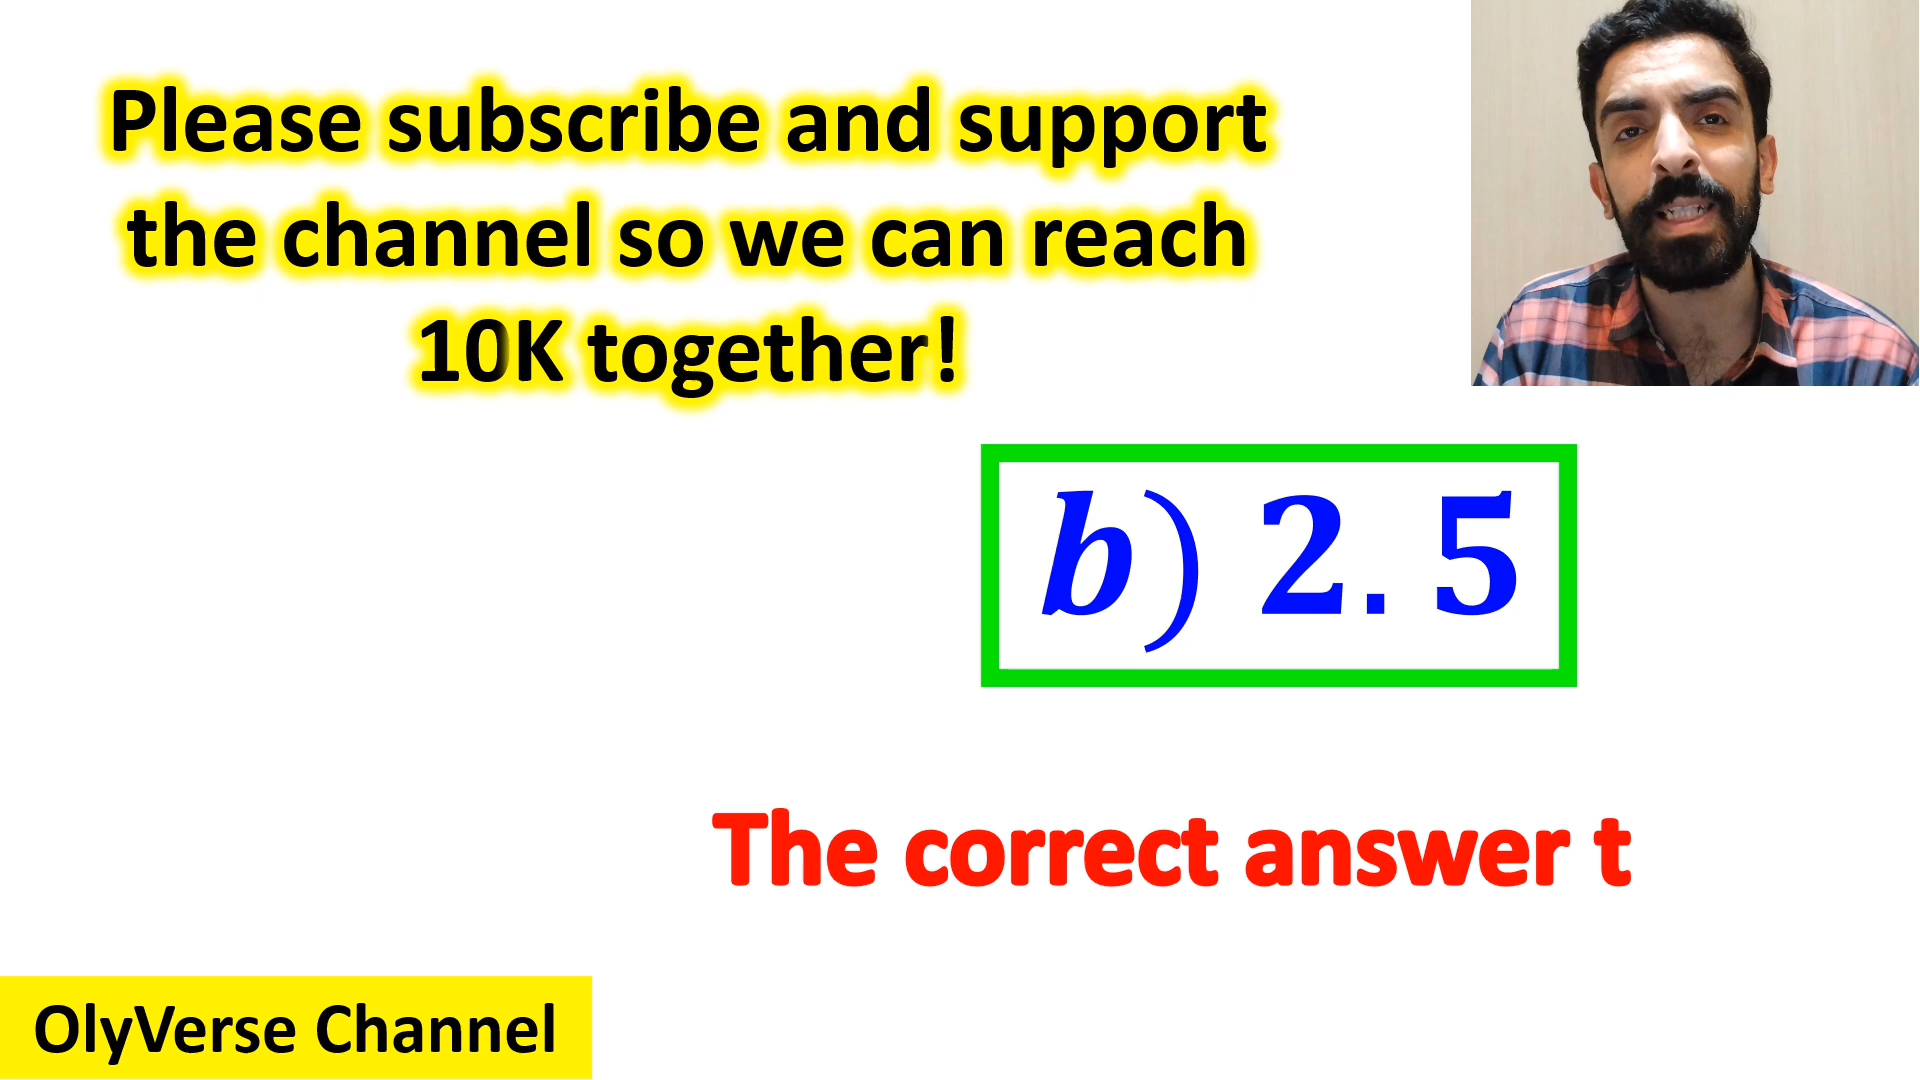 Please subscribe and support
the channel so we can reach
10K together!
b) 2.5
The correct answer t
OlyVerse Channel